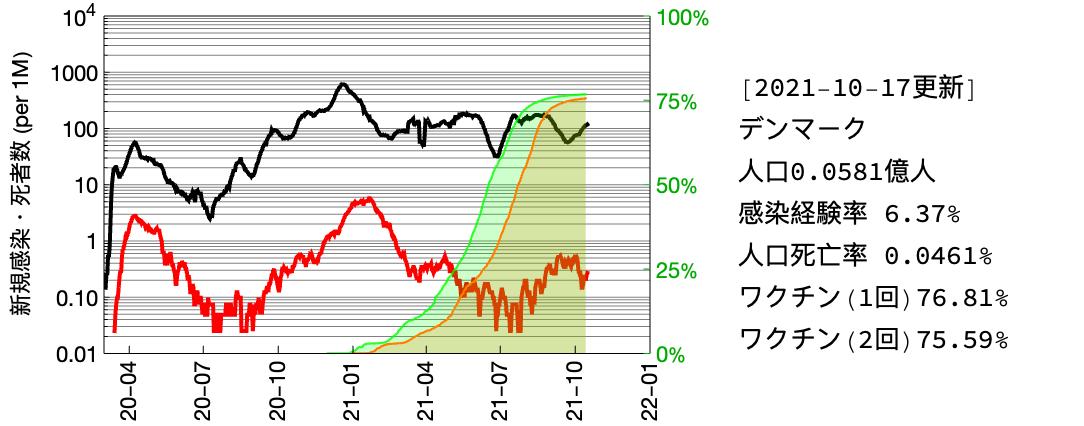 新規感染・死者数 (per 1M)
10^4
1000
100
10
1
0.10
0.01
100%
75%
50%
25%
0%
20-04
20-07
20-10
21-01
21-04
21-07
21-10
22-01
[2021-10-17更新]
デンマーク
人口0.0581億人
感染経験率 6.37%
人口死亡率 0.0461%
ワクチン(1回)76.81%
ワクチン(2回)75.59%